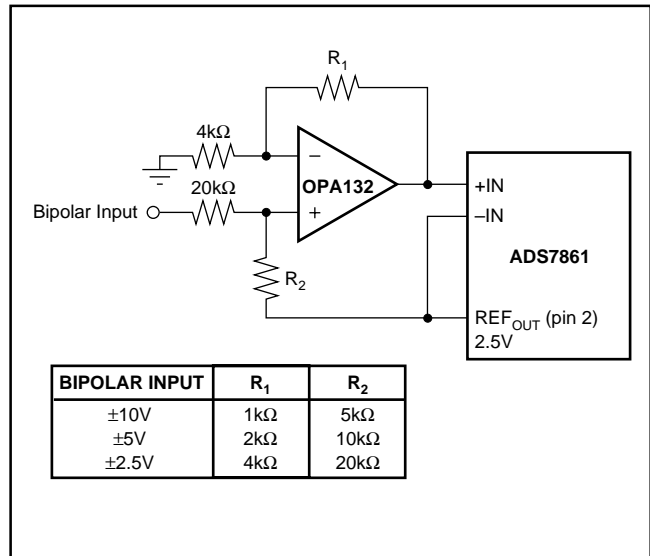 R1
4kΩ
20kΩ
Bipolar Input
–
+
OPA132
R2
+IN
–IN
ADS7861
REFOUT (pin 2)
2.5V
BIPOLAR INPUT R1 R2
±10V 1kΩ 5kΩ
±5V 2kΩ 10kΩ
±2.5V 4kΩ 20kΩ